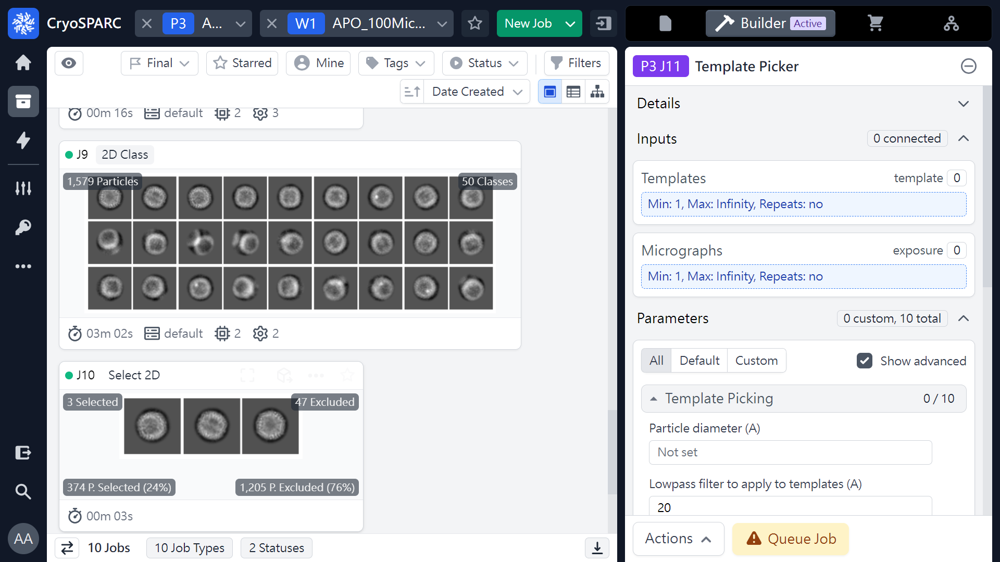 CryoSPARC
P3 A...
W1 APO_100Mic...
New Job
Builder Active
Final
Starred
Mine
Tags
Status
Filters
Date Created
00m 16s default 2 3
J9 2D Class
1,579 Particles
50 Classes
03m 02s default 2 2
J10 Select 2D
3 Selected
47 Excluded
374 P. Selected (24%)
1,205 P. Excluded (76%)
00m 03s
10 Jobs
10 Job Types
2 Statuses
AA
P3 J11 Template Picker
Details
Inputs
0 connected
Templates
template 0
Min: 1, Max: Infinity, Repeats: no
Micrographs
exposure 0
Min: 1, Max: Infinity, Repeats: no
Parameters
0 custom, 10 total
All Default Custom
Show advanced
Template Picking
0 / 10
Particle diameter (A)
Not set
Lowpass filter to apply to templates (A)
20
Actions
Queue Job